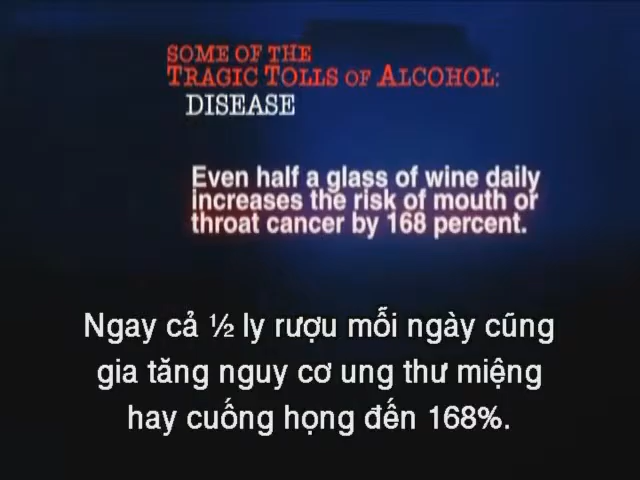 SOME OF THE
TRAGIC TOLLS OF ALCOHOL:
DISEASE
Even half a glass of wine daily
increases the risk of mouth or
throat cancer by 168 percent.
Ngay cả ½ ly rượu mỗi ngày cũng
gia tăng nguy cơ ung thư miệng
hay cuống họng đến 168%.